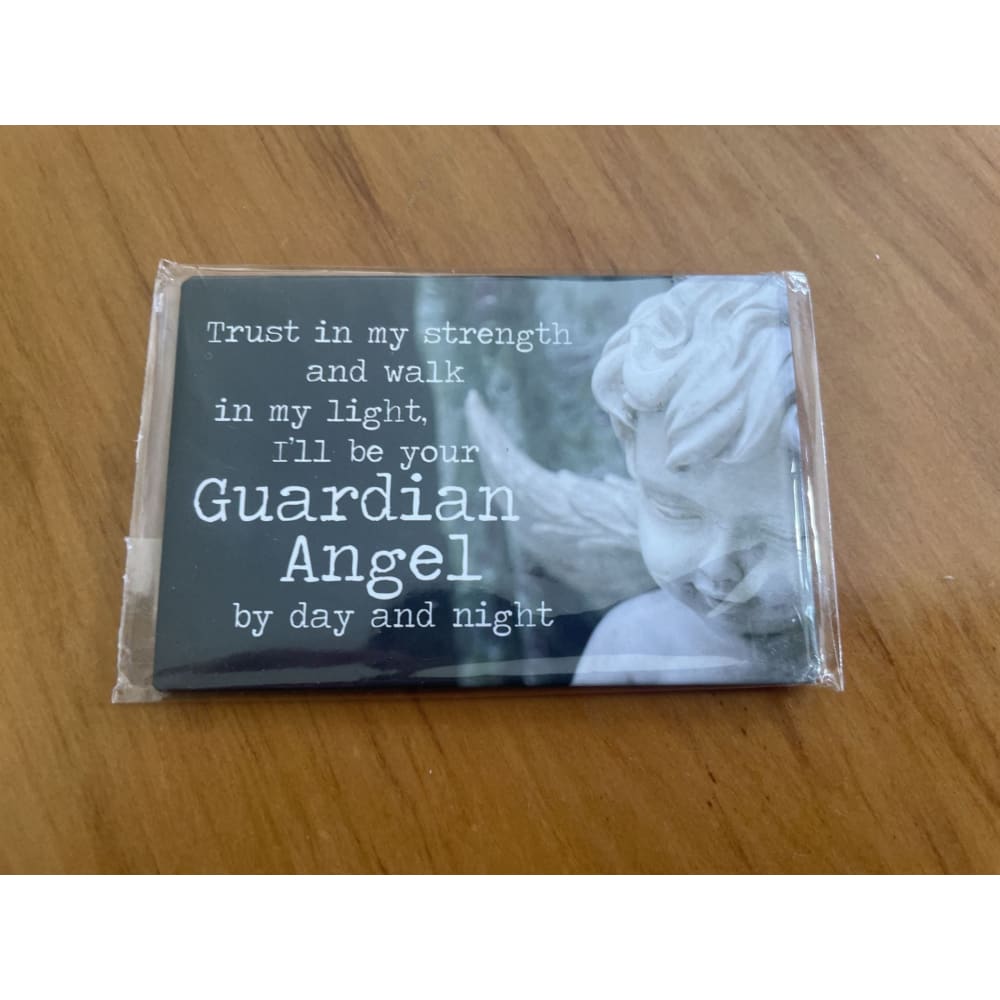 Trust in my strength
and walk
in my light,
I'll be your
Guardian
Angel
by day and night